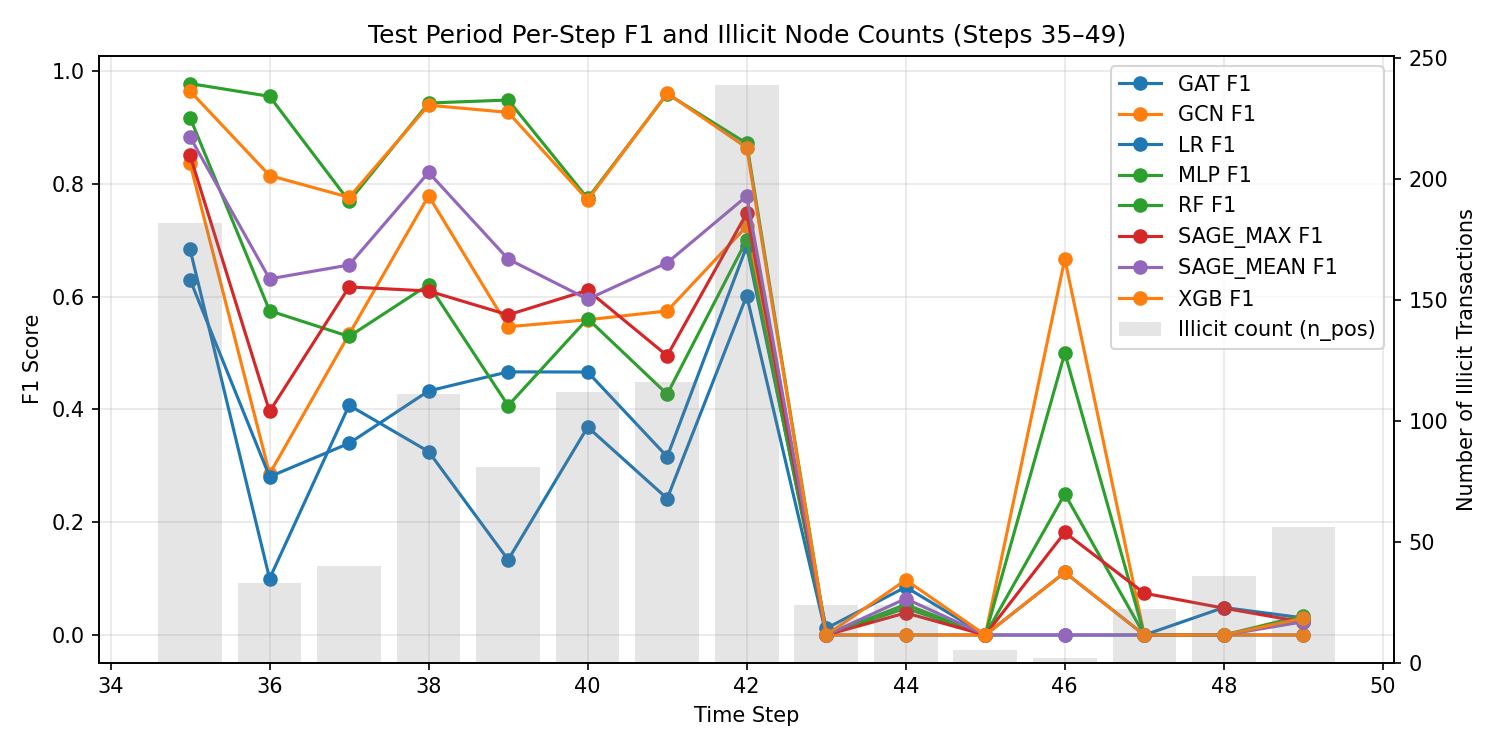 Test Period Per-Step F1 and Illicit Node Counts (Steps 35–49)
1.0
0.8
0.6
0.4
0.2
0.0
F1 Score
34
36
38
40
42
44
46
48
50
Time Step
250
200
150
100
50
0
Number of Illicit Transactions
GAT F1
GCN F1
LR F1
MLP F1
RF F1
SAGE_MAX F1
SAGE_MEAN F1
XGB F1
Illicit count (n_pos)